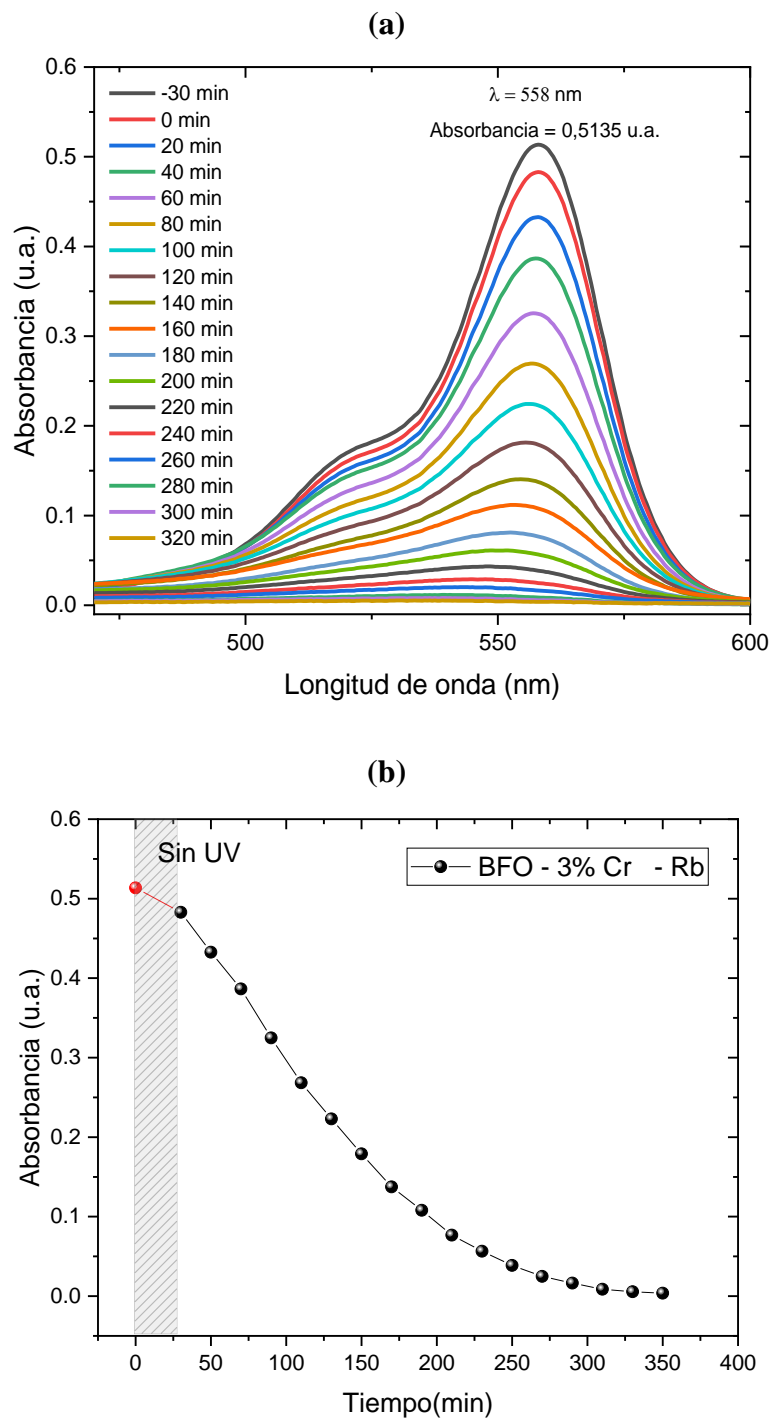 (a)
0.6
0.5
0.4
0.3
0.2
0.1
0.0
Absorbancia (u.a.)
-30 min
0 min
20 min
40 min
60 min
80 min
100 min
120 min
140 min
160 min
180 min
200 min
220 min
240 min
260 min
280 min
300 min
320 min
λ = 558 nm
Absorbancia = 0,5135 u.a.
500
550
600
Longitud de onda (nm)
(b)
0.6
0.5
0.4
0.3
0.2
0.1
0.0
Absorbancia (u.a.)
Sin UV
BFO - 3% Cr - Rb
0
50
100
150
200
250
300
350
400
Tiempo(min)